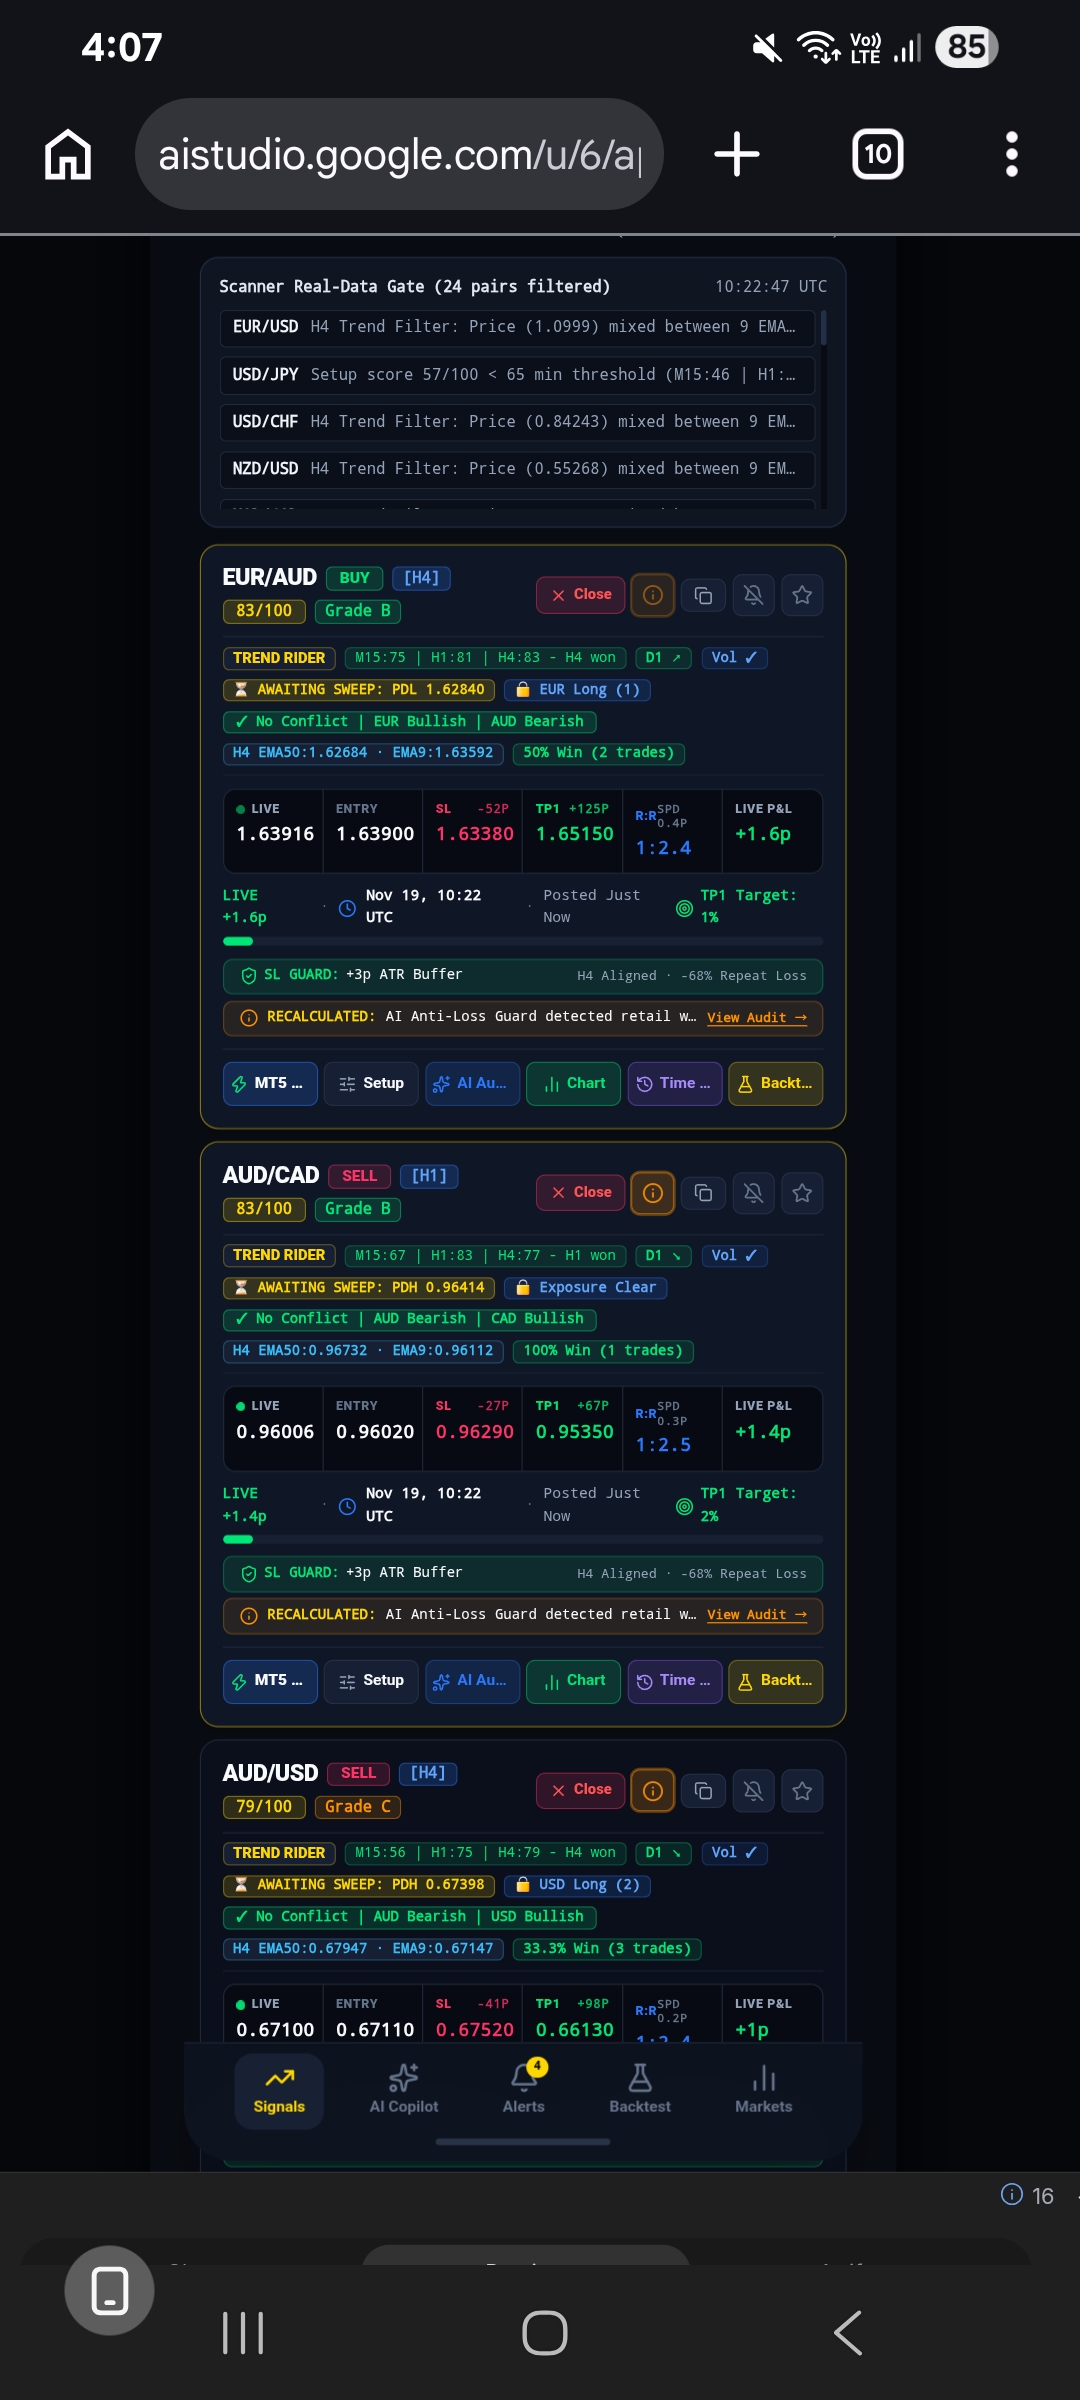 4:07
Vo)) LTE
85
aistudio.google.com/u/6/a
10
Scanner Real-Data Gate (24 pairs filtered) 10:22:47 UTC
EUR/USD H4 Trend Filter: Price (1.0999) mixed between 9 EMA…
USD/JPY Setup score 57/100 < 65 min threshold (M15:46 | H1:…
USD/CHF H4 Trend Filter: Price (0.84243) mixed between 9 EM…
NZD/USD H4 Trend Filter: Price (0.55268) mixed between 9 EM…
EUR/AUD BUY [H4]
83/100 Grade B
Close
TREND RIDER M15:75 | H1:81 | H4:83 - H4 won D1 ↗ Vol ✓
⏳ AWAITING SWEEP: PDL 1.62840 🔒 EUR Long (1)
✓ No Conflict | EUR Bullish | AUD Bearish
H4 EMA50:1.62684 · EMA9:1.63592 50% Win (2 trades)
LIVE ENTRY SL -52P TP1 +125P R:R SPD 0.4P LIVE P&L
1.63916 1.63900 1.63380 1.65150 1:2.4 +1.6p
LIVE +1.6p · Nov 19, 10:22 UTC · Posted Just Now TP1 Target: 1%
SL GUARD: +3p ATR Buffer H4 Aligned · -68% Repeat Loss
RECALCULATED: AI Anti-Loss Guard detected retail w… View Audit →
MT5 … Setup AI Au… Chart Time … Backt…
AUD/CAD SELL [H1]
83/100 Grade B
Close
TREND RIDER M15:67 | H1:83 | H4:77 - H1 won D1 ↘ Vol ✓
⏳ AWAITING SWEEP: PDH 0.96414 🔒 Exposure Clear
✓ No Conflict | AUD Bearish | CAD Bullish
H4 EMA50:0.96732 · EMA9:0.96112 100% Win (1 trades)
LIVE ENTRY SL -27P TP1 +67P R:R SPD 0.3P LIVE P&L
0.96006 0.96020 0.96290 0.95350 1:2.5 +1.4p
LIVE +1.4p · Nov 19, 10:22 UTC · Posted Just Now TP1 Target: 2%
SL GUARD: +3p ATR Buffer H4 Aligned · -68% Repeat Loss
RECALCULATED: AI Anti-Loss Guard detected retail w… View Audit →
MT5 … Setup AI Au… Chart Time … Backt…
AUD/USD SELL [H4]
79/100 Grade C
Close
TREND RIDER M15:56 | H1:75 | H4:79 - H4 won D1 ↘ Vol ✓
⏳ AWAITING SWEEP: PDH 0.67398 🔒 USD Long (2)
✓ No Conflict | AUD Bearish | USD Bullish
H4 EMA50:0.67947 · EMA9:0.67147 33.3% Win (3 trades)
LIVE ENTRY SL -41P TP1 +98P R:R SPD 0.2P LIVE P&L
0.67100 0.67110 0.67520 0.66130 1:2.4 +1p
4
Signals AI Copilot Alerts Backtest Markets
16